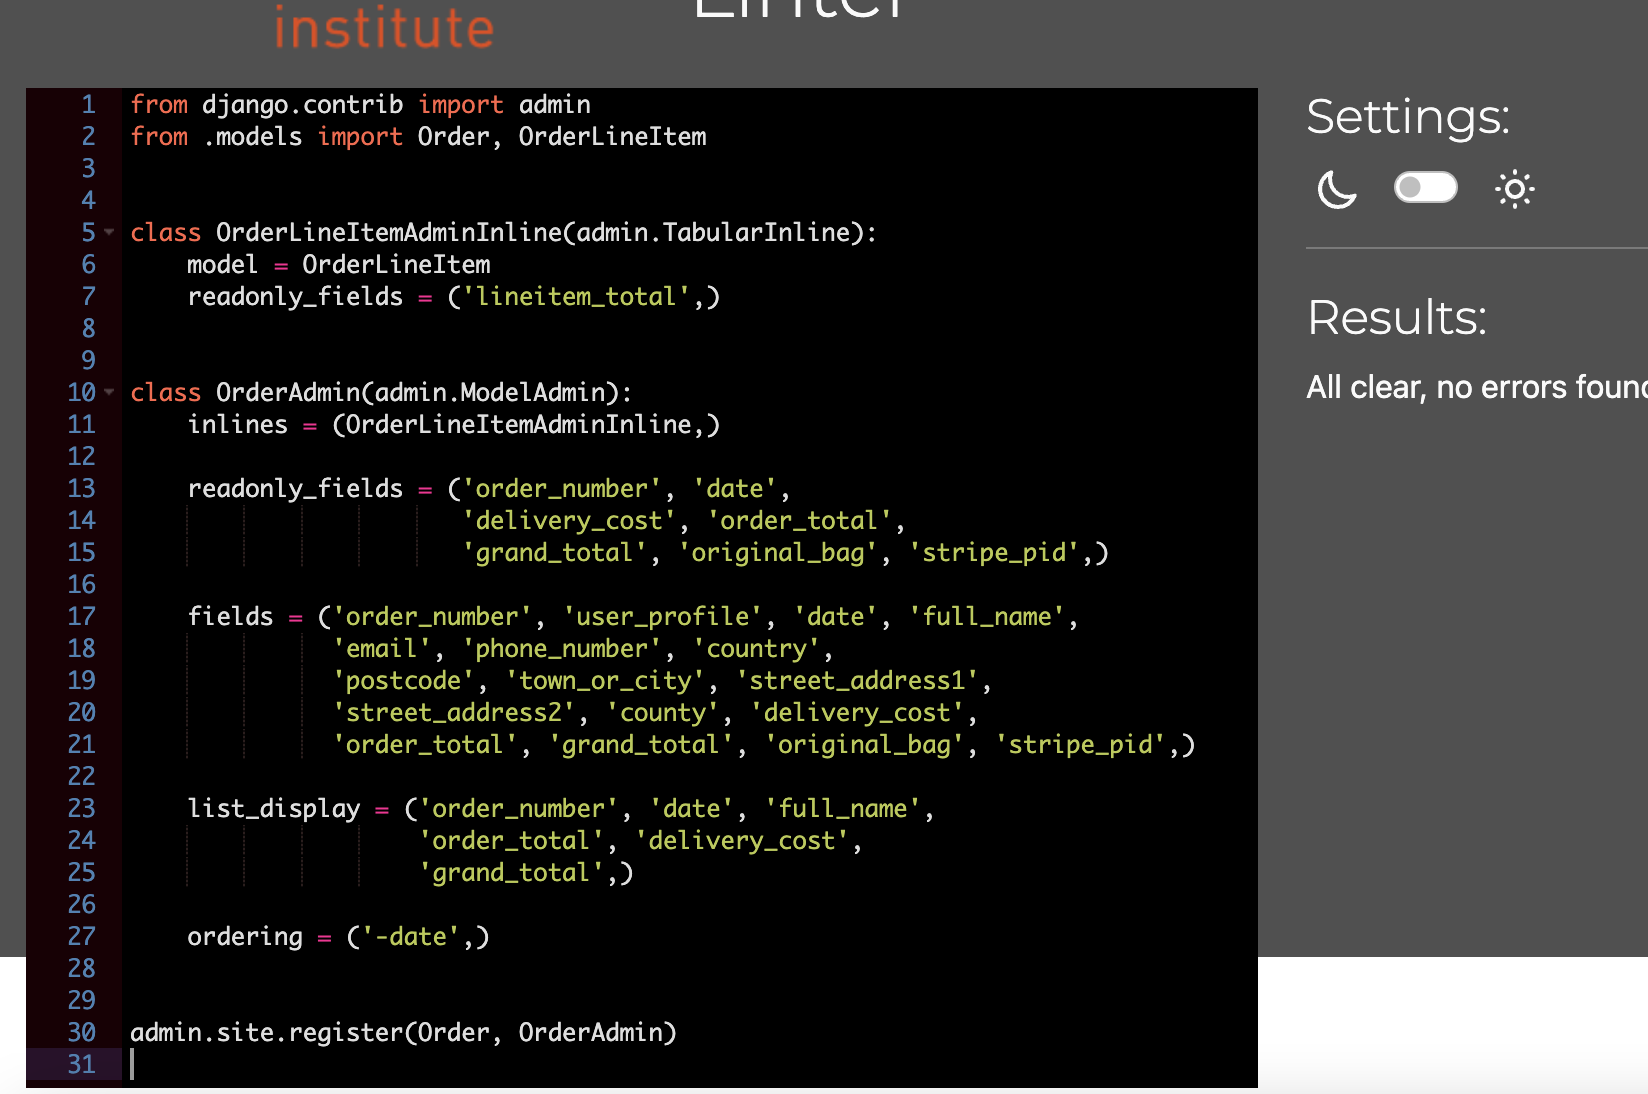 institute
Linter
1 from django.contrib import admin
2 from .models import Order, OrderLineItem
3
4
5 class OrderLineItemAdminInline(admin.TabularInline):
6     model = OrderLineItem
7     readonly_fields = ('lineitem_total',)
8
9
10 class OrderAdmin(admin.ModelAdmin):
11     inlines = (OrderLineItemAdminInline,)
12
13     readonly_fields = ('order_number', 'date',
14                        'delivery_cost', 'order_total',
15                        'grand_total', 'original_bag', 'stripe_pid',)
16
17     fields = ('order_number', 'user_profile', 'date', 'full_name',
18               'email', 'phone_number', 'country',
19               'postcode', 'town_or_city', 'street_address1',
20               'street_address2', 'county', 'delivery_cost',
21               'order_total', 'grand_total', 'original_bag', 'stripe_pid',)
22
23     list_display = ('order_number', 'date', 'full_name',
24                     'order_total', 'delivery_cost',
25                     'grand_total',)
26
27     ordering = ('-date',)
28
29
30 admin.site.register(Order, OrderAdmin)
31
Settings:
Results:
All clear, no errors found